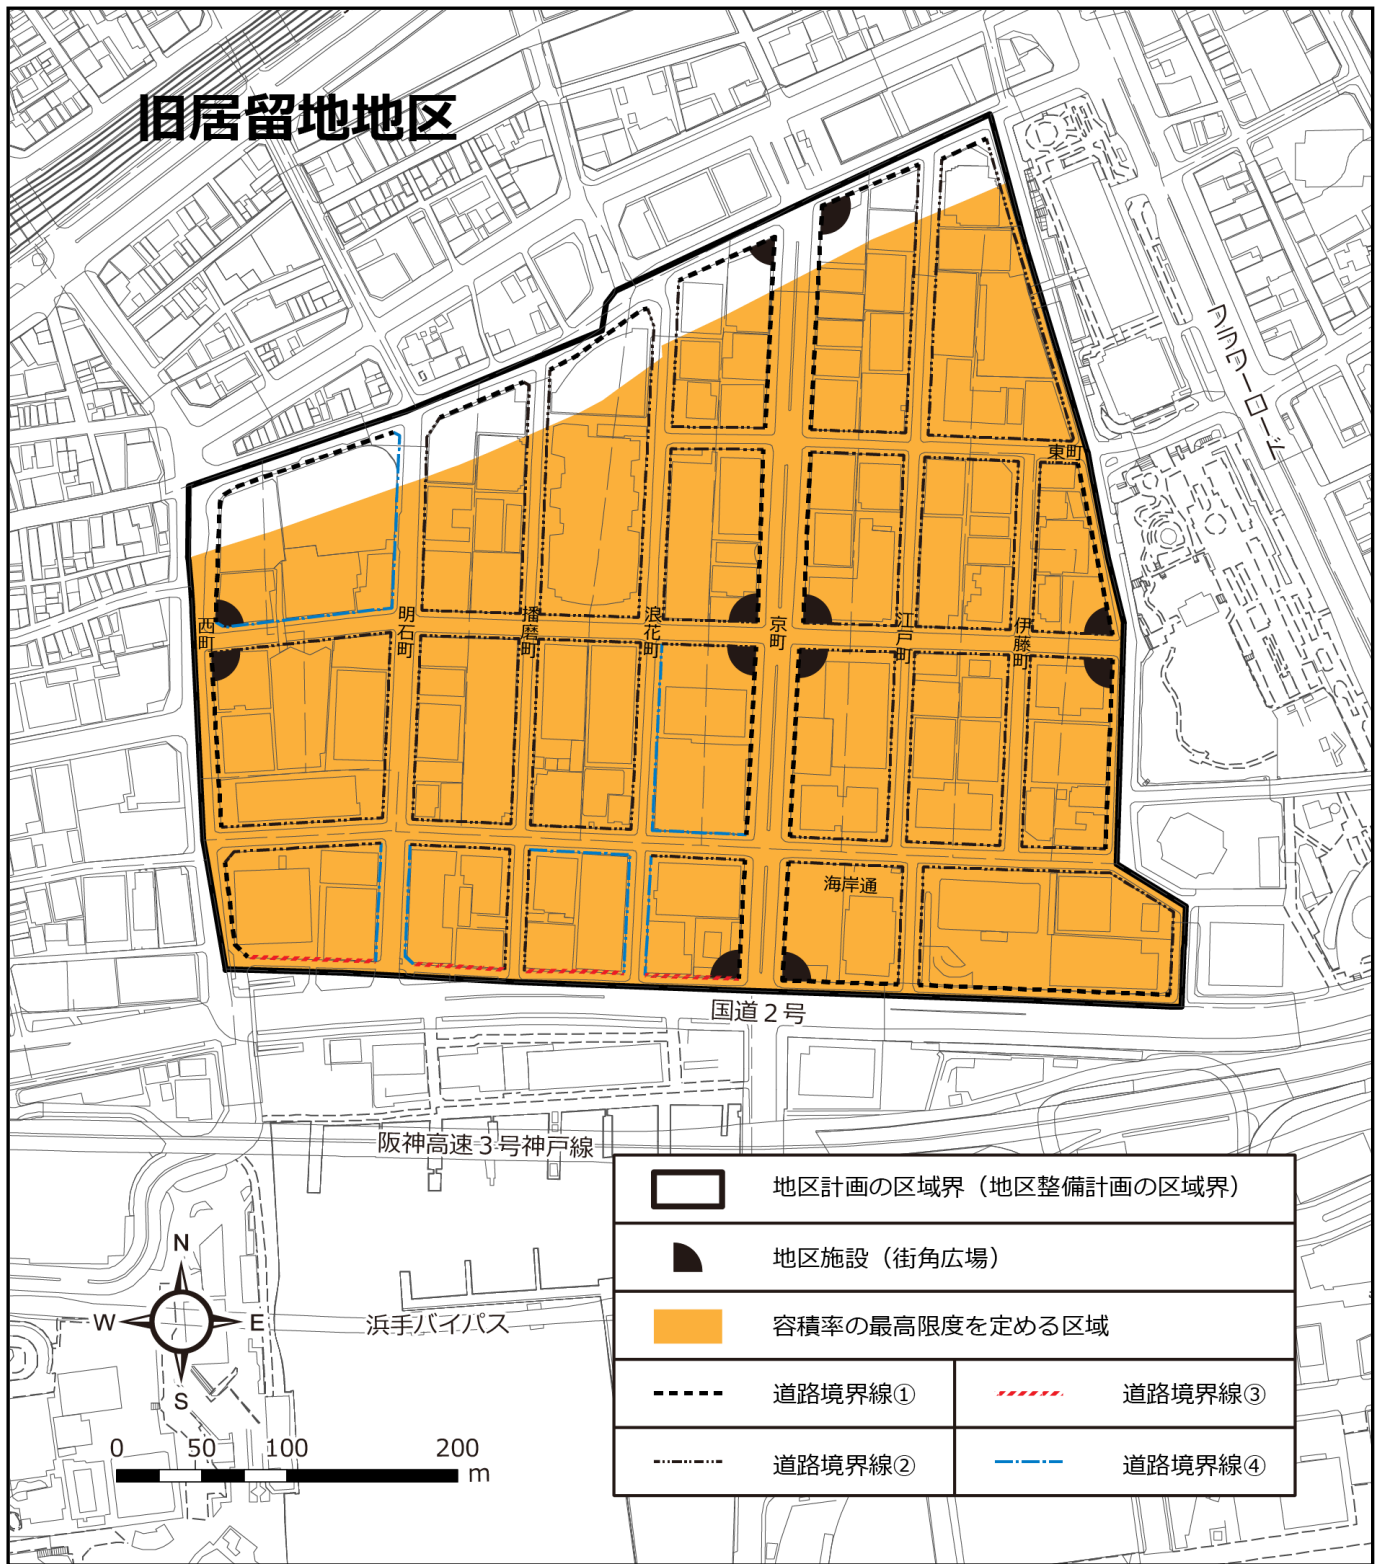 旧居留地地区
フラワーロード
東町
西町
明石町
播磨町
浪花町
京町
江戸町
伊藤町
海岸通
国道2号
阪神高速3号神戸線
浜手バイパス
N
W
E
S
0 50 100 200
m
地区計画の区域界(地区整備計画の区域界)
地区施設(街角広場)
容積率の最高限度を定める区域
道路境界線①
道路境界線③
道路境界線②
道路境界線④